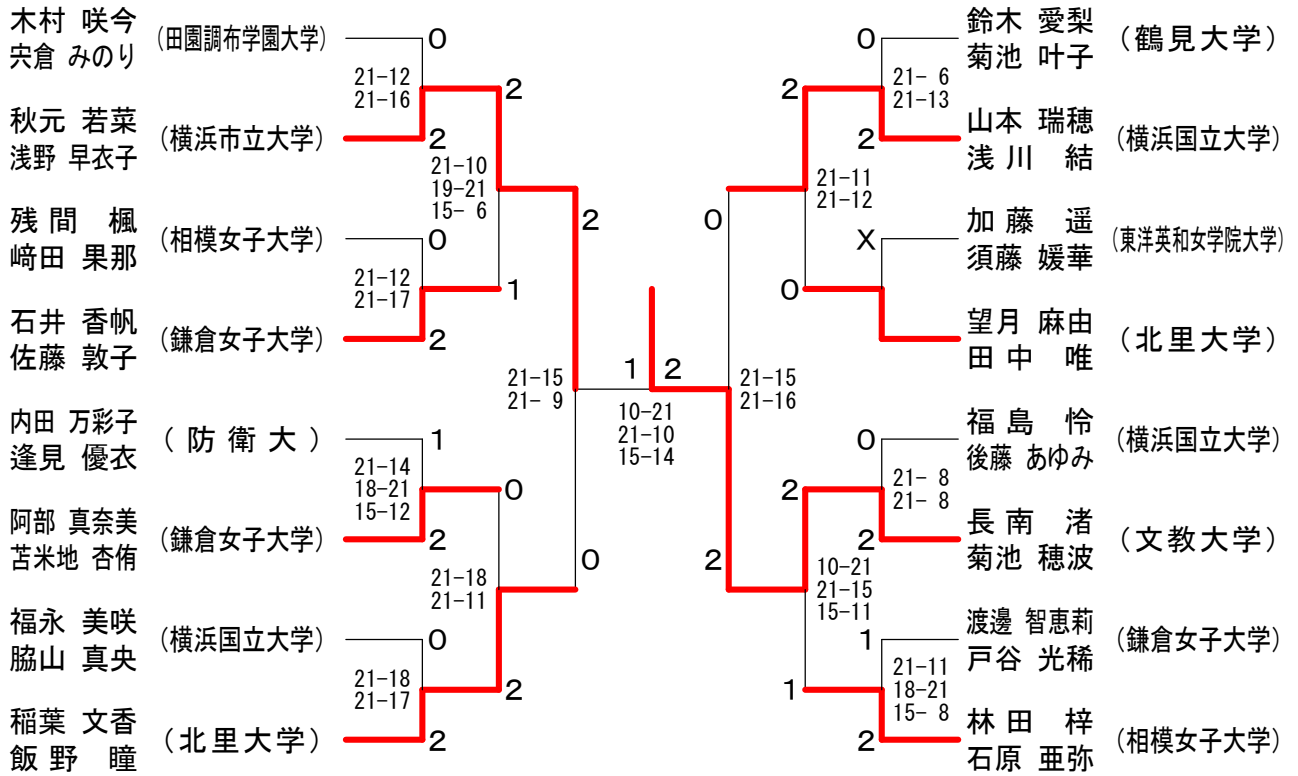 木村 咲今
宍倉 みのり
(田園調布学園大学)
0
21-12
21-16
2
秋元 若菜
浅野 早衣子
(横浜市立大学)
2
21-10
19-21
15- 6
2
残間 楓
﨑田 果那
(相模女子大学)
0
21-12
21-17
1
石井 香帆
佐藤 敦子
(鎌倉女子大学)
2
21-15
21- 9
内田 万彩子
逢見 優衣
(防衛大)
1
21-14
18-21
15-12
0
阿部 真奈美
苫米地 杏侑
(鎌倉女子大学)
2
21-18
21-11
0
福永 美咲
脇山 真央
(横浜国立大学)
0
21-18
21-17
2
稲葉 文香
飯野 瞳
(北里大学)
2
1
2
10-21
21-10
15-14
0
鈴木 愛梨
菊池 叶子
(鶴見大学)
21- 6
21-13
2
2
山本 瑞穂
浅川 結
(横浜国立大学)
21-11
21-12
0
X
加藤 遥
須藤 媛華
(東洋英和女学院大学)
0
望月 麻由
田中 唯
(北里大学)
21-15
21-16
0
福島 怜
後藤 あゆみ
(横浜国立大学)
21- 8
21- 8
2
2
長南 渚
菊池 穂波
(文教大学)
2
10-21
21-15
15-11
1
渡邊 智恵莉
戸谷 光稀
(鎌倉女子大学)
21-11
18-21
15- 8
1
2
林田 梓
石原 亜弥
(相模女子大学)